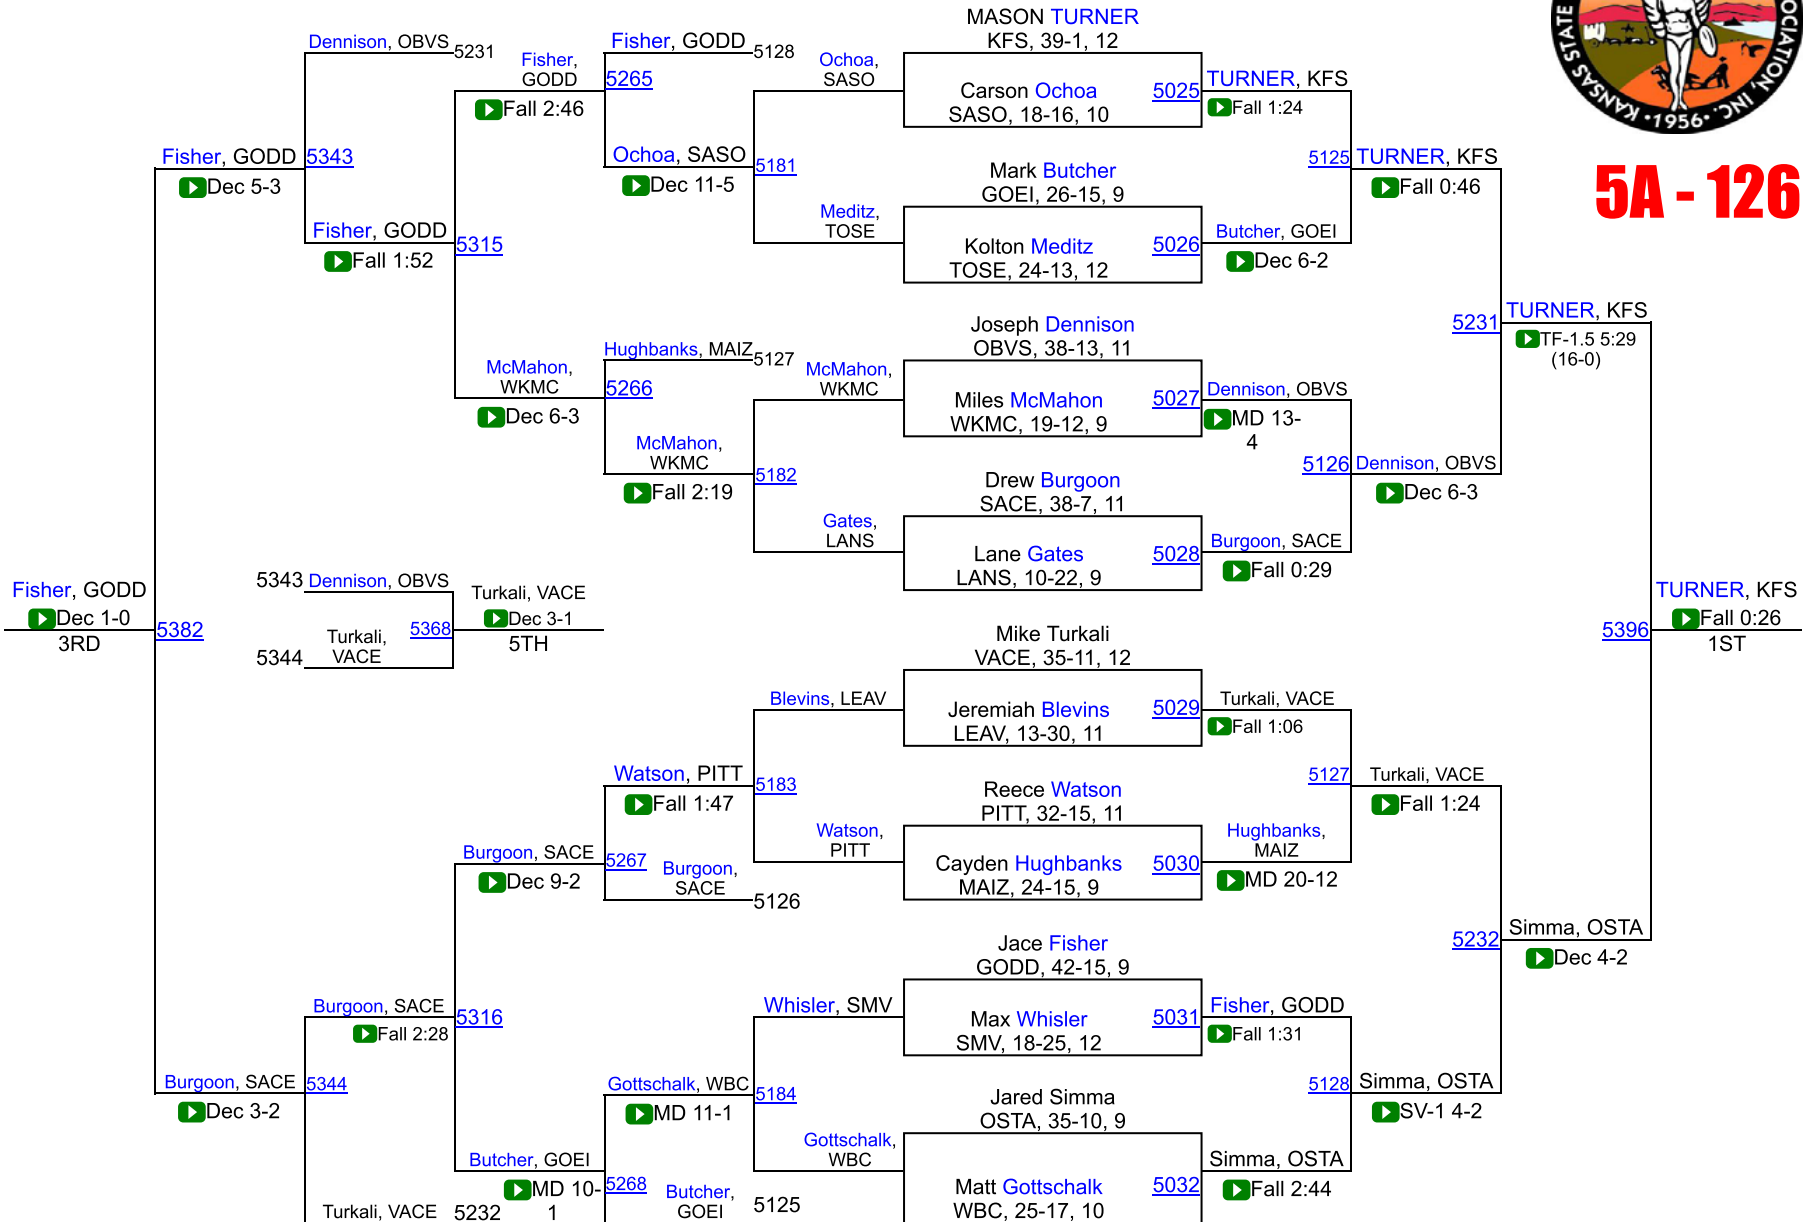 MASON TURNER
KFS, 39-1, 12
Carson Ochoa
SASO, 18-16, 10
5025
Mark Butcher
GOEI, 26-15, 9
Kolton Meditz
TOSE, 24-13, 12
5026
Joseph Dennison
OBVS, 38-13, 11
Miles McMahon
WKMC, 19-12, 9
5027
Drew Burgoon
SACE, 38-7, 11
Lane Gates
LANS, 10-22, 9
5028
Mike Turkali
VACE, 35-11, 12
Jeremiah Blevins
LEAV, 13-30, 11
5029
Reece Watson
PITT, 32-15, 11
Cayden Hughbanks
MAIZ, 24-15, 9
5030
Jace Fisher
GODD, 42-15, 9
Max Whisler
SMV, 18-25, 12
5031
Jared Simma
OSTA, 35-10, 9
Matt Gottschalk
WBC, 25-17, 10
5032
TURNER, KFS
Fall 1:24
Butcher, GOEI
Dec 6-2
Dennison, OBVS
MD 13-
4
Burgoon, SACE
Fall 0:29
Turkali, VACE
Fall 1:06
Hughbanks,
MAIZ
MD 20-12
Fisher, GODD
Fall 1:31
Simma, OSTA
Fall 2:44
5125
TURNER, KFS
Fall 0:46
5126
Dennison, OBVS
Dec 6-3
5127
Turkali, VACE
Fall 1:24
5128
Simma, OSTA
SV-1 4-2
5231
TURNER, KFS
TF-1.5 5:29
(16-0)
5232
Simma, OSTA
Dec 4-2
5396
TURNER, KFS
Fall 0:26
1ST
KANSAS STATE
OCIATION, INC.
•1956•
5A - 126
Ochoa,
SASO
Meditz,
TOSE
McMahon,
WKMC
Gates,
LANS
Blevins, LEAV
Watson,
PITT
Whisler, SMV
Gottschalk,
WBC
Fisher, GODD
5128
5181
Ochoa, SASO
Dec 11-5
Hughbanks, MAIZ
5127
5182
McMahon,
WKMC
Fall 2:19
5183
Watson, PITT
Fall 1:47
Burgoon,
SACE
5126
5184
Gottschalk, WBC
MD 11-1
Butcher,
GOEI
5125
5265
Fisher,
GODD
Fall 2:46
5266
McMahon,
WKMC
Dec 6-3
5267
Burgoon, SACE
Dec 9-2
5268
Butcher, GOEI
MD 10-
1
Dennison, OBVS
5231
5315
Fisher, GODD
Fall 1:52
5316
Burgoon, SACE
Fall 2:28
Turkali, VACE
5232
5343
Fisher, GODD
Dec 5-3
5344
Burgoon, SACE
Dec 3-2
5382
Fisher, GODD
Dec 1-0
3RD
5343
Dennison, OBVS
5344
Turkali,
VACE
5368
Turkali, VACE
Dec 3-1
5TH